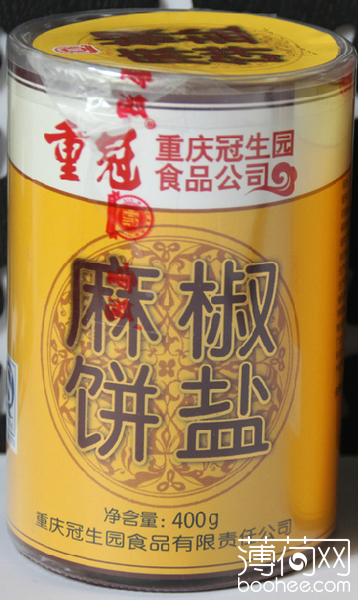 重冠
重庆冠生园
食品公司
椒盐
麻饼
净含量: 400g
重庆冠生园食品有限责任公司
薄荷网
boohee.com